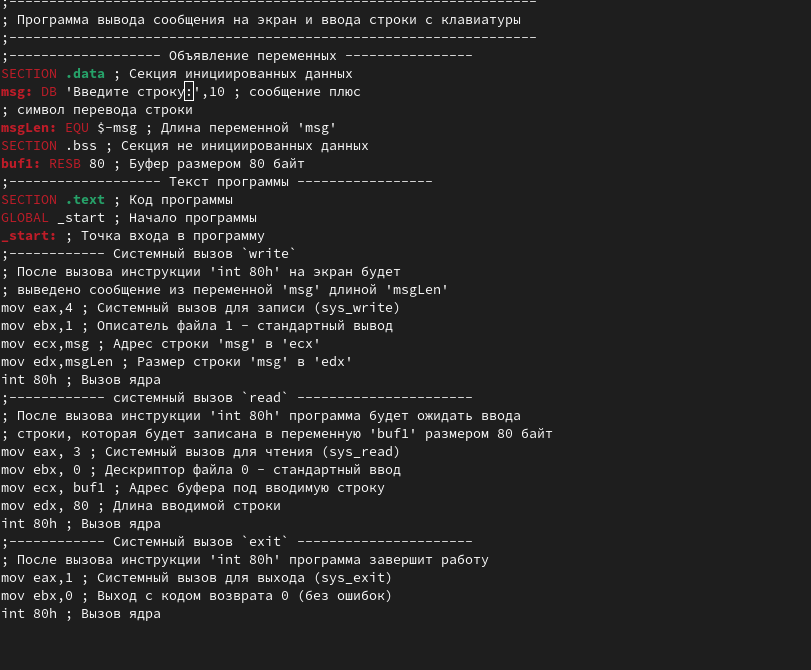 ;------------------------------------------------------------------
; Программа вывода сообщения на экран и ввода строки с клавиатуры
;------------------------------------------------------------------
;------------------- Объявление переменных ----------------
SECTION .data ; Секция инициированных данных
msg: DB 'Введите строку:',10 ; сообщение плюс
; символ перевода строки
msgLen: EQU $-msg ; Длина переменной 'msg'
SECTION .bss ; Секция не инициированных данных
buf1: RESB 80 ; Буфер размером 80 байт
;------------------- Текст программы -----------------
SECTION .text ; Код программы
GLOBAL _start ; Начало программы
_start: ; Точка входа в программу
;------------ Системный вызов `write`
; После вызова инструкции 'int 80h' на экран будет
; выведено сообщение из переменной 'msg' длиной 'msgLen'
mov eax,4 ; Системный вызов для записи (sys_write)
mov ebx,1 ; Описатель файла 1 - стандартный вывод
mov ecx,msg ; Адрес строки 'msg' в 'ecx'
mov edx,msgLen ; Размер строки 'msg' в 'edx'
int 80h ; Вызов ядра
;------------ системный вызов `read` ----------------------
; После вызова инструкции 'int 80h' программа будет ожидать ввода
; строки, которая будет записана в переменную 'buf1' размером 80 байт
mov eax, 3 ; Системный вызов для чтения (sys_read)
mov ebx, 0 ; Дескриптор файла 0 - стандартный ввод
mov ecx, buf1 ; Адрес буфера под вводимую строку
mov edx, 80 ; Длина вводимой строки
int 80h ; Вызов ядра
;------------ Системный вызов `exit` ----------------------
; После вызова инструкции 'int 80h' программа завершит работу
mov eax,1 ; Системный вызов для выхода (sys_exit)
mov ebx,0 ; Выход с кодом возврата 0 (без ошибок)
int 80h ; Вызов ядра